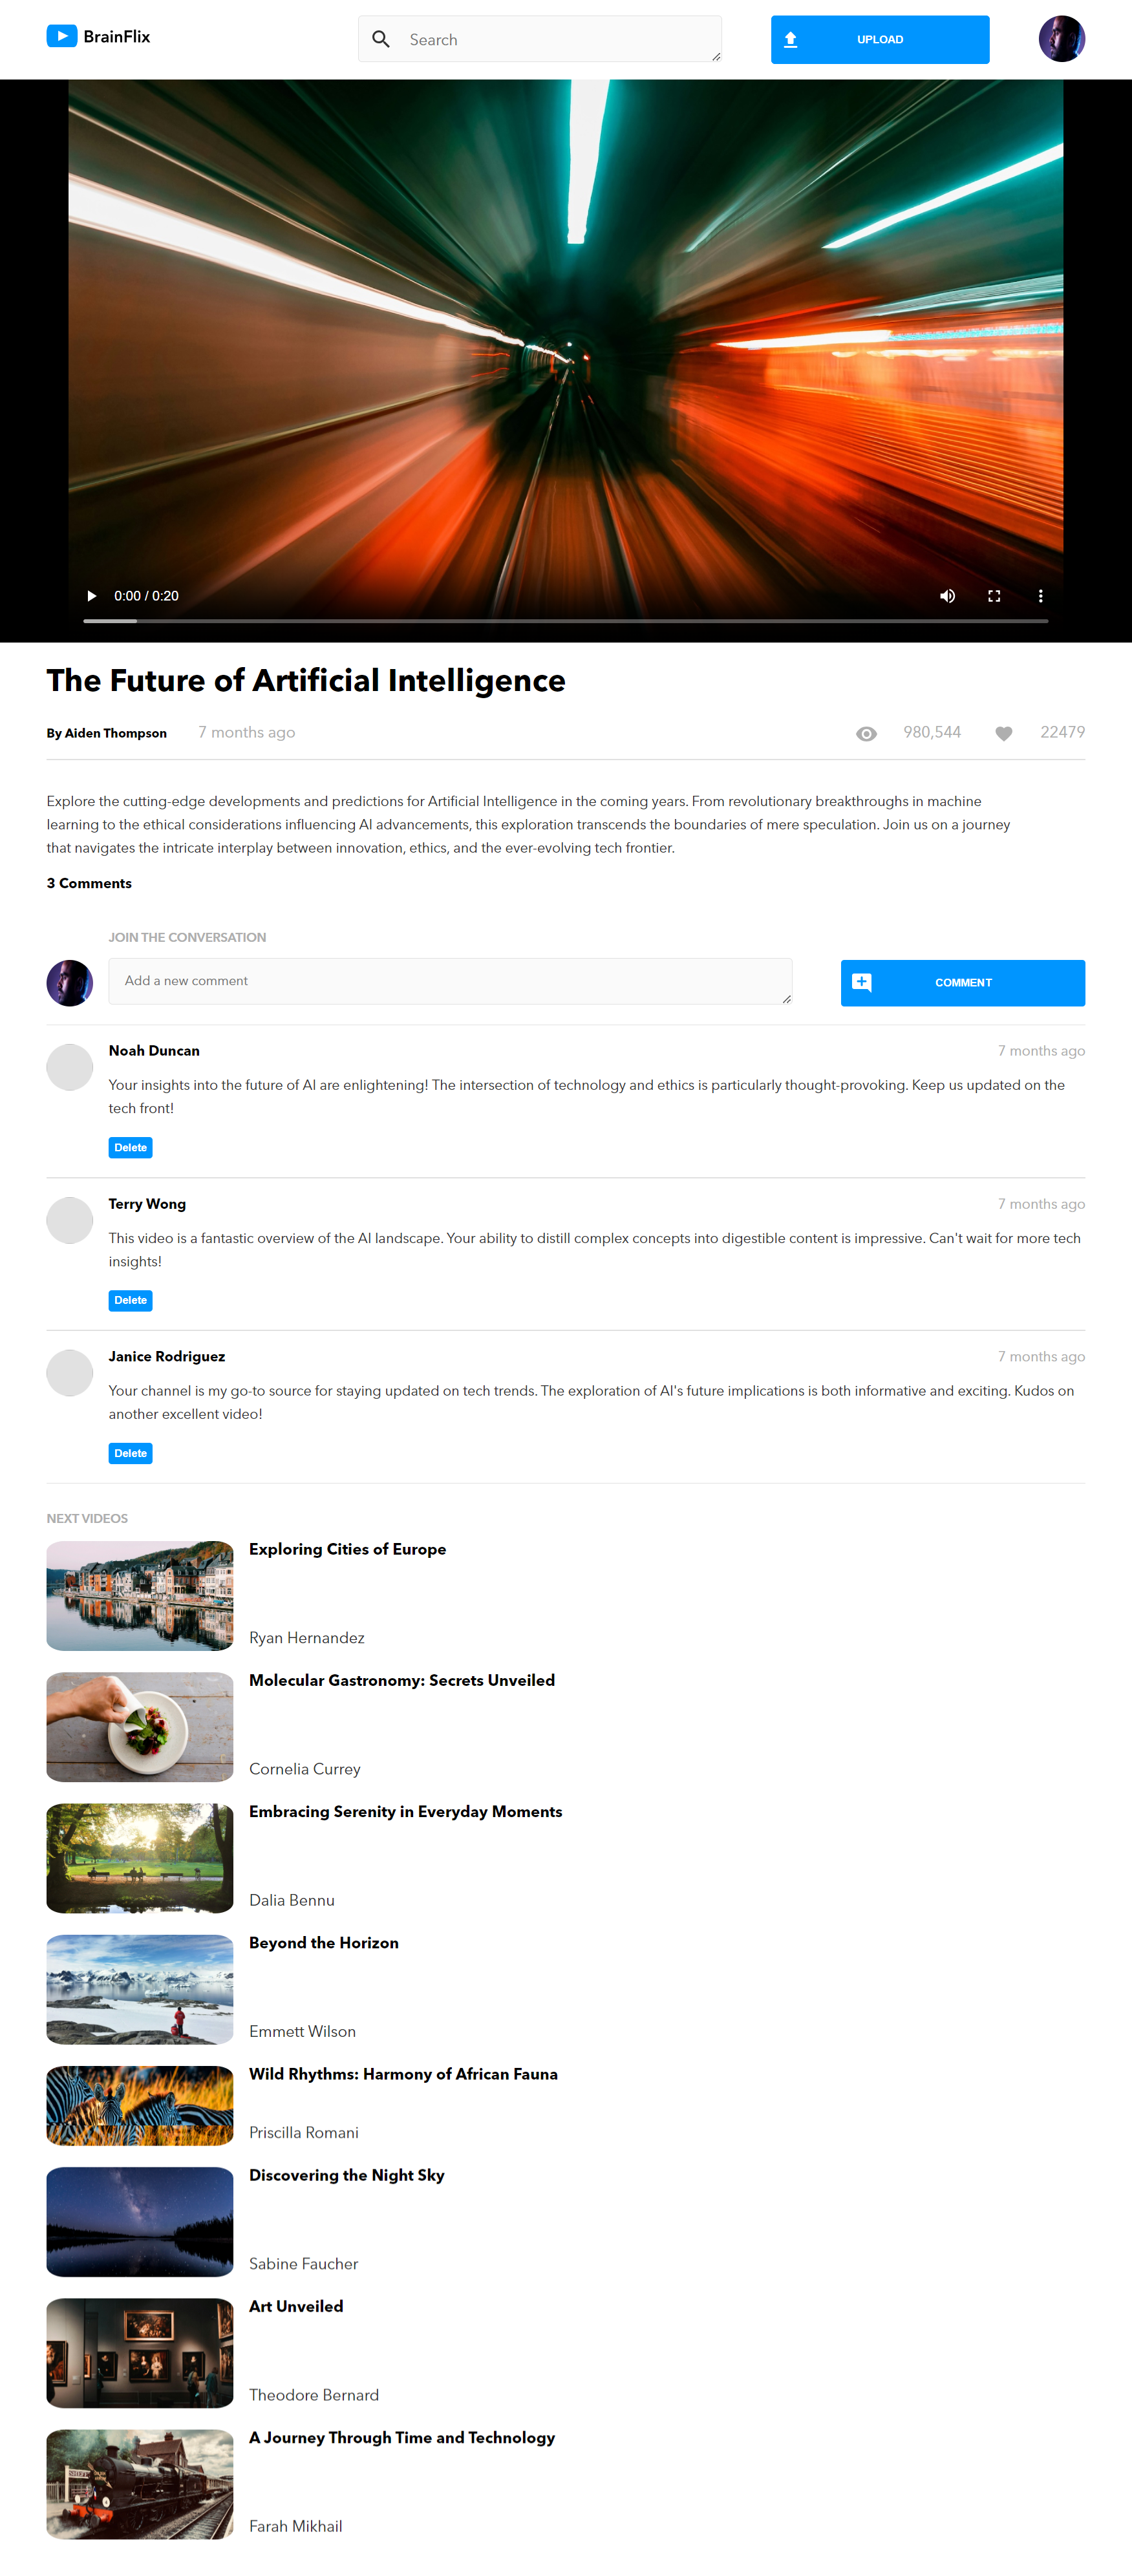 BrainFlix
Search
UPLOAD
0:00 / 0:20
The Future of Artificial Intelligence
By Aiden Thompson
7 months ago
980,544
22479
Explore the cutting-edge developments and predictions for Artificial Intelligence in the coming years. From revolutionary breakthroughs in machine
learning to the ethical considerations influencing AI advancements, this exploration transcends the boundaries of mere speculation. Join us on a journey
that navigates the intricate interplay between innovation, ethics, and the ever-evolving tech frontier.
3 Comments
JOIN THE CONVERSATION
Add a new comment
COMMENT
Noah Duncan
7 months ago
Your insights into the future of AI are enlightening! The intersection of technology and ethics is particularly thought-provoking. Keep us updated on the
tech front!
Delete
Terry Wong
7 months ago
This video is a fantastic overview of the AI landscape. Your ability to distill complex concepts into digestible content is impressive. Can't wait for more tech
insights!
Delete
Janice Rodriguez
7 months ago
Your channel is my go-to source for staying updated on tech trends. The exploration of AI's future implications is both informative and exciting. Kudos on
another excellent video!
Delete
NEXT VIDEOS
Exploring Cities of Europe
Ryan Hernandez
Molecular Gastronomy: Secrets Unveiled
Cornelia Currey
Embracing Serenity in Everyday Moments
Dalia Bennu
Beyond the Horizon
Emmett Wilson
Wild Rhythms: Harmony of African Fauna
Priscilla Romani
Discovering the Night Sky
Sabine Faucher
Art Unveiled
Theodore Bernard
A Journey Through Time and Technology
Farah Mikhail